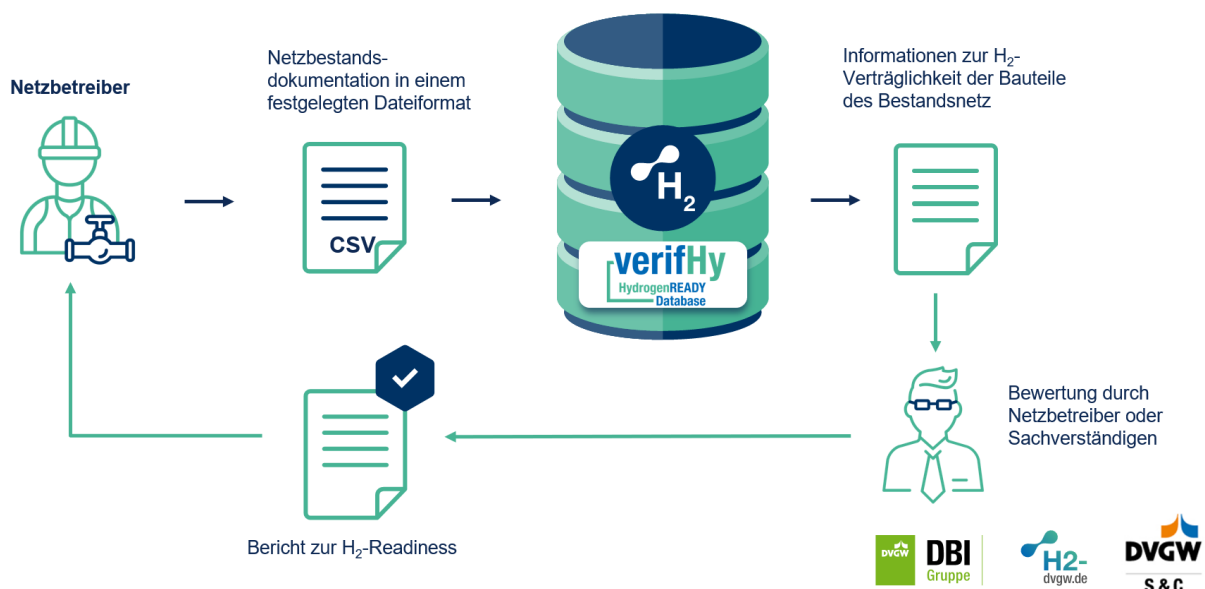 Netzbetreiber
Netzbestands-
dokumentation in einem
festgelegten Dateiformat
CSV
H₂
verifHy
HydrogenREADY
Database
Informationen zur H₂-
Verträglichkeit der Bauteile
des Bestandsnetz
Bewertung durch
Netzbetreiber oder
Sachverständigen
Bericht zur H₂-Readiness
DVGW
DBI
Gruppe
H2-
dvgw.de
DVGW
S & C